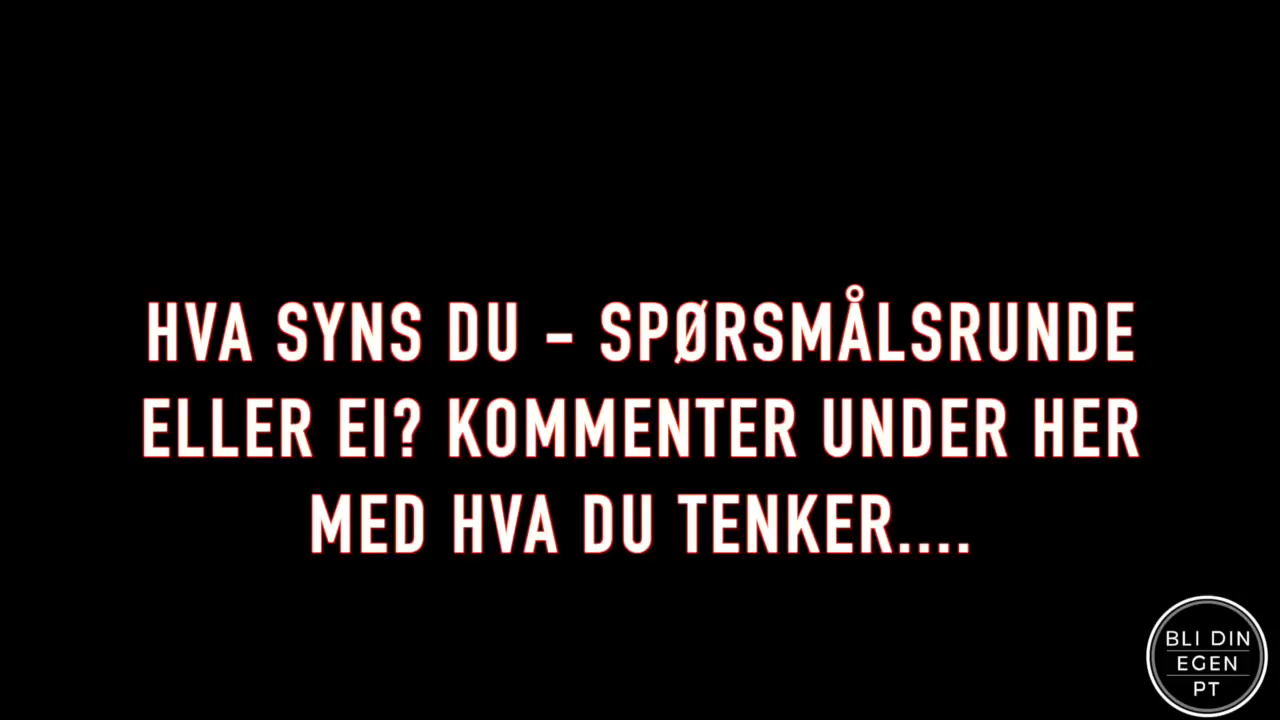 HVA SYNS DU - SPØRSMÅLSRUNDE
ELLER EI? KOMMENTER UNDER HER
MED HVA DU TENKER....
BLI DIN
EGEN
PT